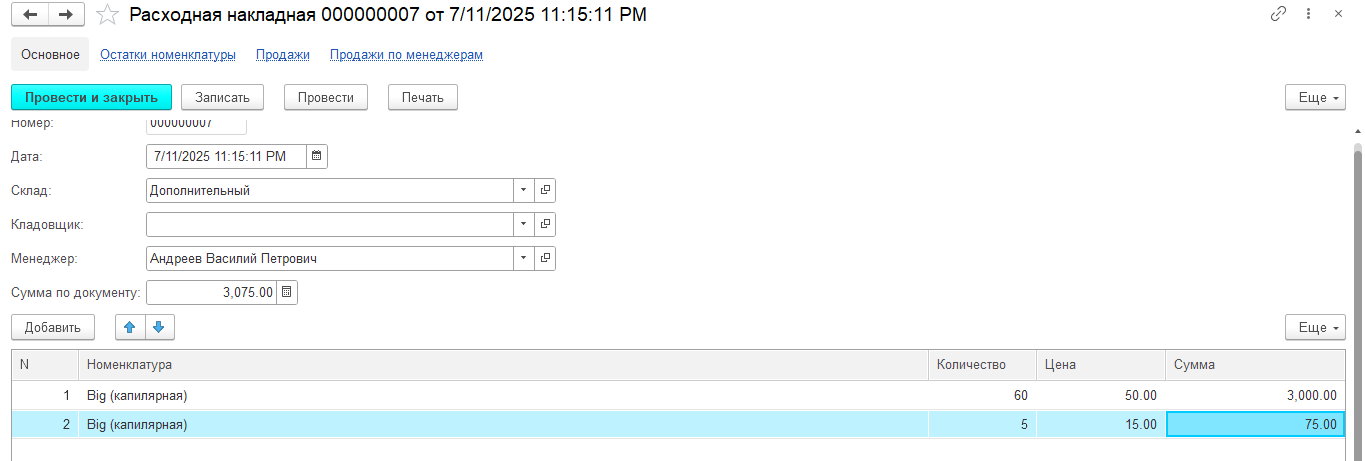 Расходная накладная 000000007 от 7/11/2025 11:15:11 PM
Основное Остатки номенклатуры Продажи Продажи по менеджерам
Провести и закрыть Записать Провести Печать Еще
Номер: 000000007
Дата: 7/11/2025 11:15:11 PM
Склад: Дополнительный
Кладовщик:
Менеджер: Андреев Василий Петрович
Сумма по документу: 3,075.00
Добавить Еще
N Номенклатура Количество Цена Сумма
1 Big (капилярная) 60 50.00 3,000.00
2 Big (капилярная) 5 15.00 75.00